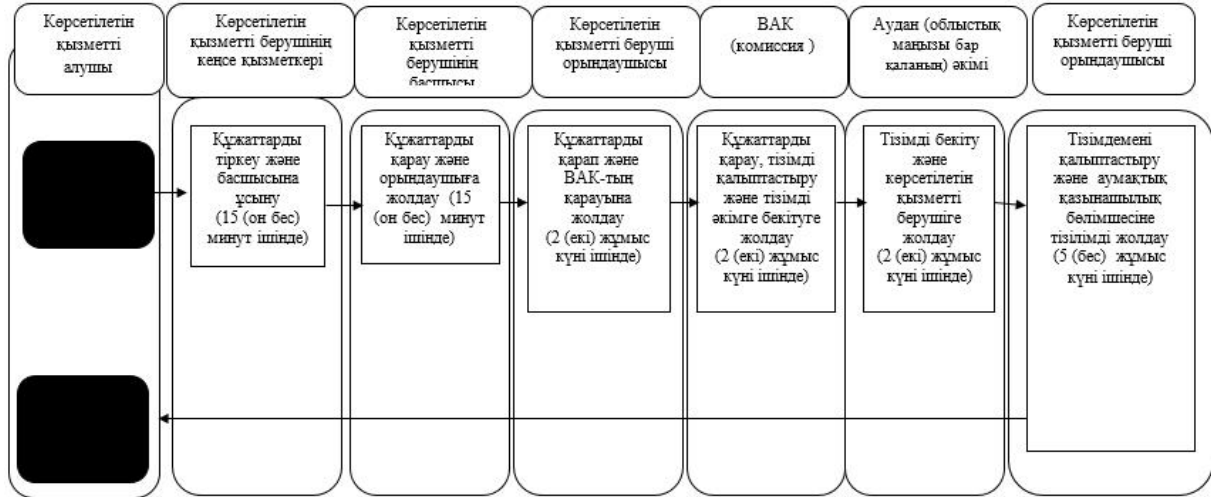 Көрсетілетін
қызметті
алушы
Көрсетілетін
қызметті берушінің
кеңсе қызметкері
Көрсетілетін
қызметті
берушінің
басшысы
Көрсетілетін
қызметті беруші
орындаушысы
ВАК
(комиссия )
Аудан (облыстық
маңызы бар
қаланың) әкімі
Көрсетілетін
қызметті беруші
орындаушысы
Құжаттарды
тіркеу және
басшысына
ұсыну
(15 (он бес)
минут ішінде)
Құжаттарды
қарау және
орындаушыға
жолдау (15
(он бес) минут
ішінде)
Құжаттарды
қарап және
ВАК-тың
қарауына
жолдау
(2 (екі) жұмыс
күні ішінде)
Құжаттарды
қарау, тізімді
қалыптастыру
және тізімді
әкімге бекітуге
жолдау
(2 (екі) жұмыс
күні ішінде)
Тізімді бекіту
және
көрсетілетін
қызметті
берушіге
жолдау
(2 (екі) жұмыс
күні ішінде)
Тізімдемені
қалыптастыру
және аумақтық
қазынашылық
бөлімшесіне
тізілімді жолдау
(5 (бес) жұмыс
күні ішінде)